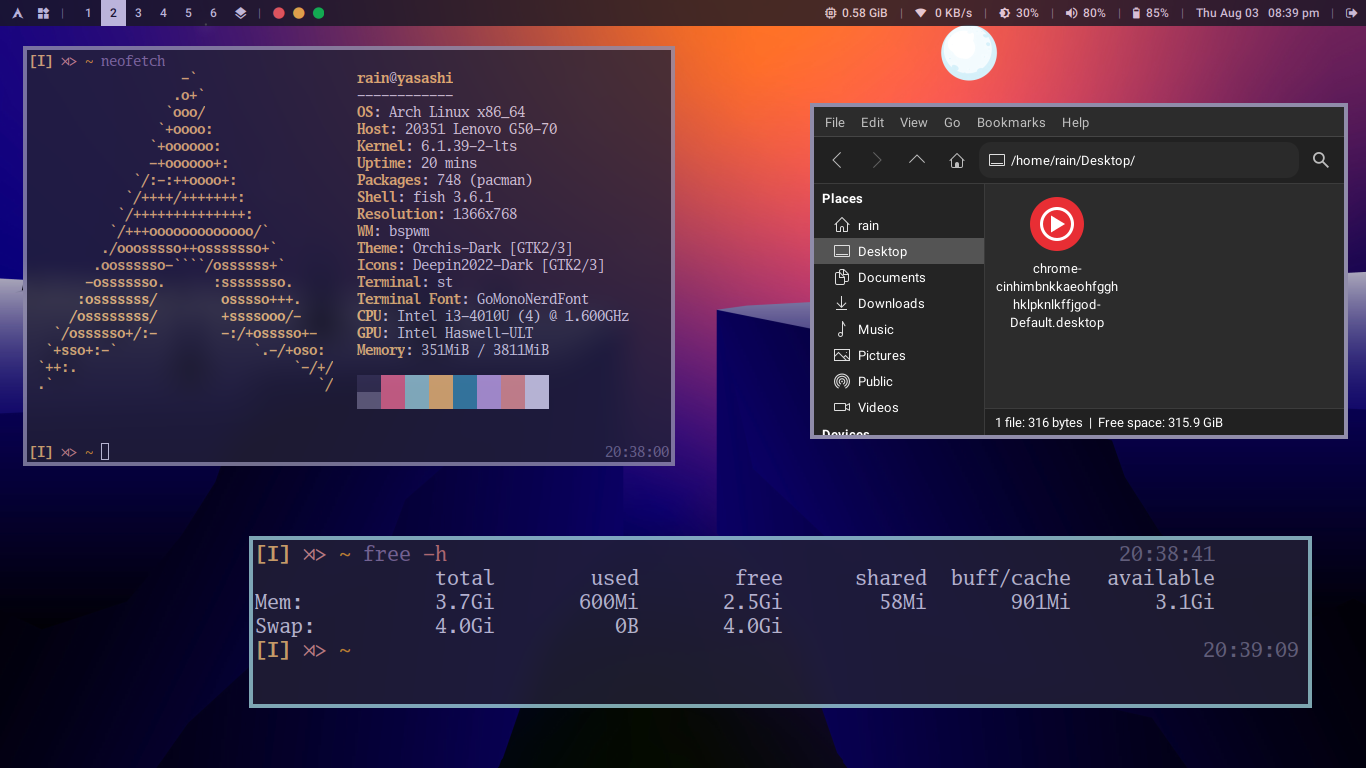 1 2 3 4 5 6 0.58 GiB | 0 KB/s | 30% | 80% | 85% | Thu Aug 03 08:39 pm |
[I] ⋊> ~ neofetch
-`
.o+`
`ooo/
`+oooo:
`+oooooo:
-+oooooo+:
`/:-:++oooo+:
`/++++/+++++++:
`/++++++++++++++:
`/+++ooooooooooooo/`
./ooosssso++osssssso+`
.oossssso-````/ossssss+`
-osssssso. :ssssssso.
:osssssss/ osssso+++.
/ossssssss/ +ssssooo/-
`/ossssso+/:- -:/+osssso+-
`+sso+:-` `.-/+oso:
`++:. `-/+/
.` `/
rain@yasashi
------------
OS: Arch Linux x86_64
Host: 20351 Lenovo G50-70
Kernel: 6.1.39-2-lts
Uptime: 20 mins
Packages: 748 (pacman)
Shell: fish 3.6.1
Resolution: 1366x768
WM: bspwm
Theme: Orchis-Dark [GTK2/3]
Icons: Deepin2022-Dark [GTK2/3]
Terminal: st
Terminal Font: GoMonoNerdFont
CPU: Intel i3-4010U (4) @ 1.600GHz
GPU: Intel Haswell-ULT
Memory: 351MiB / 3811MiB
[I] ⋊> ~ 20:38:00
File Edit View Go Bookmarks Help
/home/rain/Desktop/
Places
rain
Desktop
Documents
Downloads
Music
Pictures
Public
Videos
Devices
chrome-
cinhimbnkkaeohfggh
hklpknlkffjgod-
Default.desktop
1 file: 316 bytes | Free space: 315.9 GiB
[I] ⋊> ~ free -h 20:38:41
total used free shared buff/cache available
Mem: 3.7Gi 600Mi 2.5Gi 58Mi 901Mi 3.1Gi
Swap: 4.0Gi 0B 4.0Gi
[I] ⋊> ~ 20:39:09